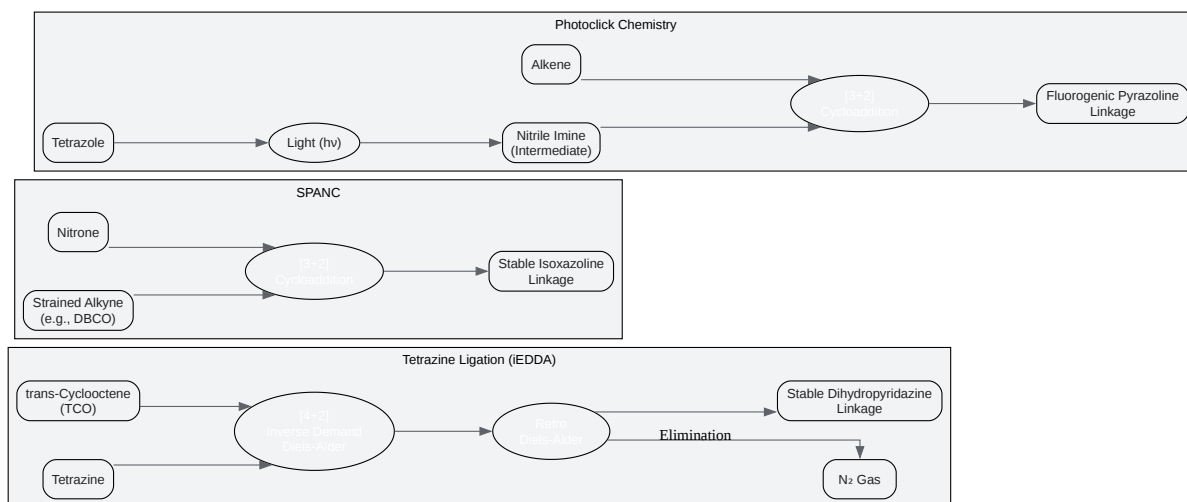 Photoclick Chemistry
Alkene
[3+2]
Cycloaddition
Fluorogenic Pyrazoline
Linkage
Tetrazole
Light (hv)
Nitrile Imine
(Intermediate)
SPANC
Nitrone
[3+2]
Cycloaddition
Stable Isoxazoline
Linkage
Strained Alkyne
(e.g., DBCO)
Tetrazine Ligation (iEDDA)
trans-Cyclooctene
(TCO)
[4+2]
Inverse Demand
Diels-Alder
Retro
Diels-Alder
Stable Dihydropyridazine
Linkage
Elimination
Tetrazine
N₂ Gas